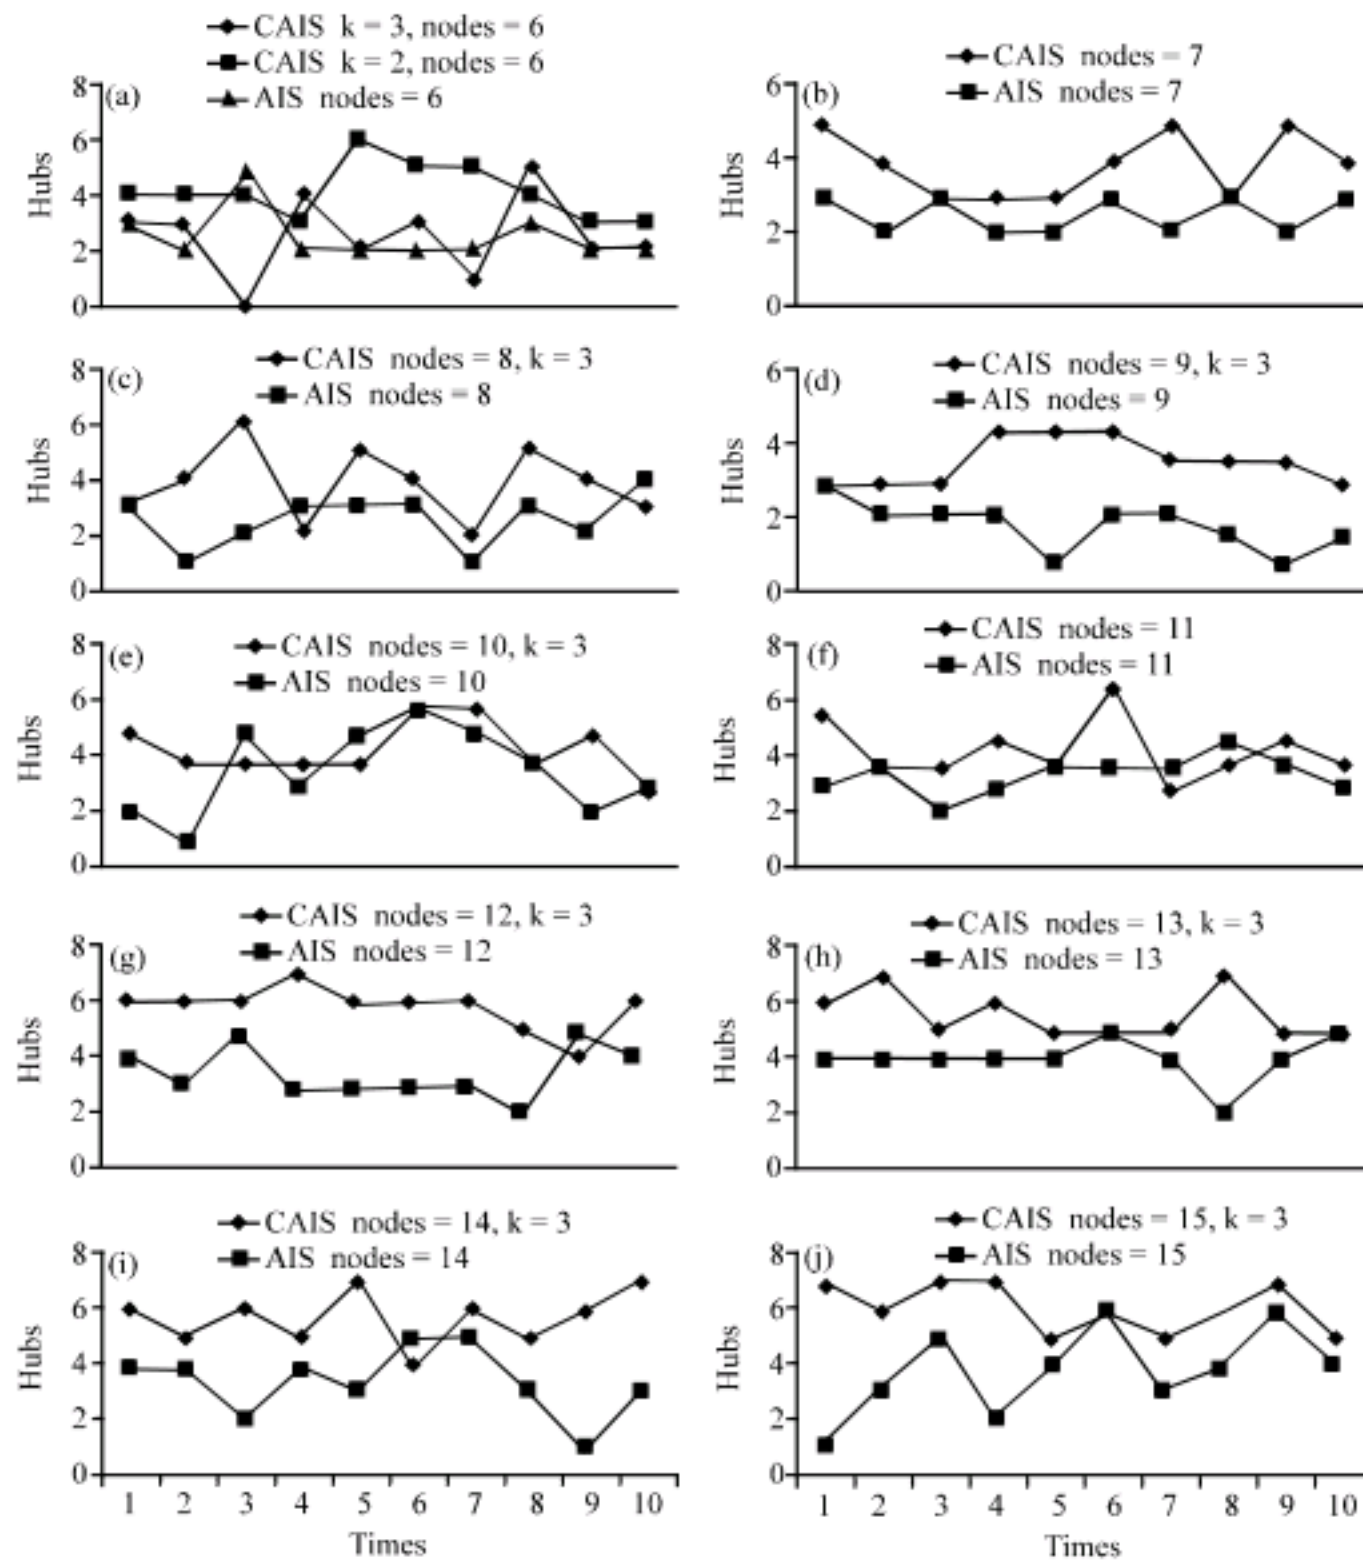 CAIS k = 3, nodes = 6
CAIS k = 2, nodes = 6
AIS nodes = 6
(a)
8
6
4
2
0
Hubs
CAIS nodes = 7
AIS nodes = 7
(b)
6
4
2
0
Hubs
CAIS nodes = 8, k = 3
AIS nodes = 8
(c)
8
6
4
2
0
Hubs
CAIS nodes = 9, k = 3
AIS nodes = 9
(d)
6
4
2
0
Hubs
CAIS nodes = 10, k = 3
AIS nodes = 10
(e)
8
6
4
2
0
Hubs
CAIS nodes = 11
AIS nodes = 11
(f)
8
6
4
2
0
Hubs
CAIS nodes = 12, k = 3
AIS nodes = 12
(g)
8
6
4
2
0
Hubs
CAIS nodes = 13, k = 3
AIS nodes = 13
(h)
8
6
4
2
0
Hubs
CAIS nodes = 14, k = 3
AIS nodes = 14
(i)
8
6
4
2
0
Hubs
1 2 3 4 5 6 7 8 9 10
Times
CAIS nodes = 15, k = 3
AIS nodes = 15
(j)
8
6
4
2
0
Hubs
1 2 3 4 5 6 7 8 9 10
Times